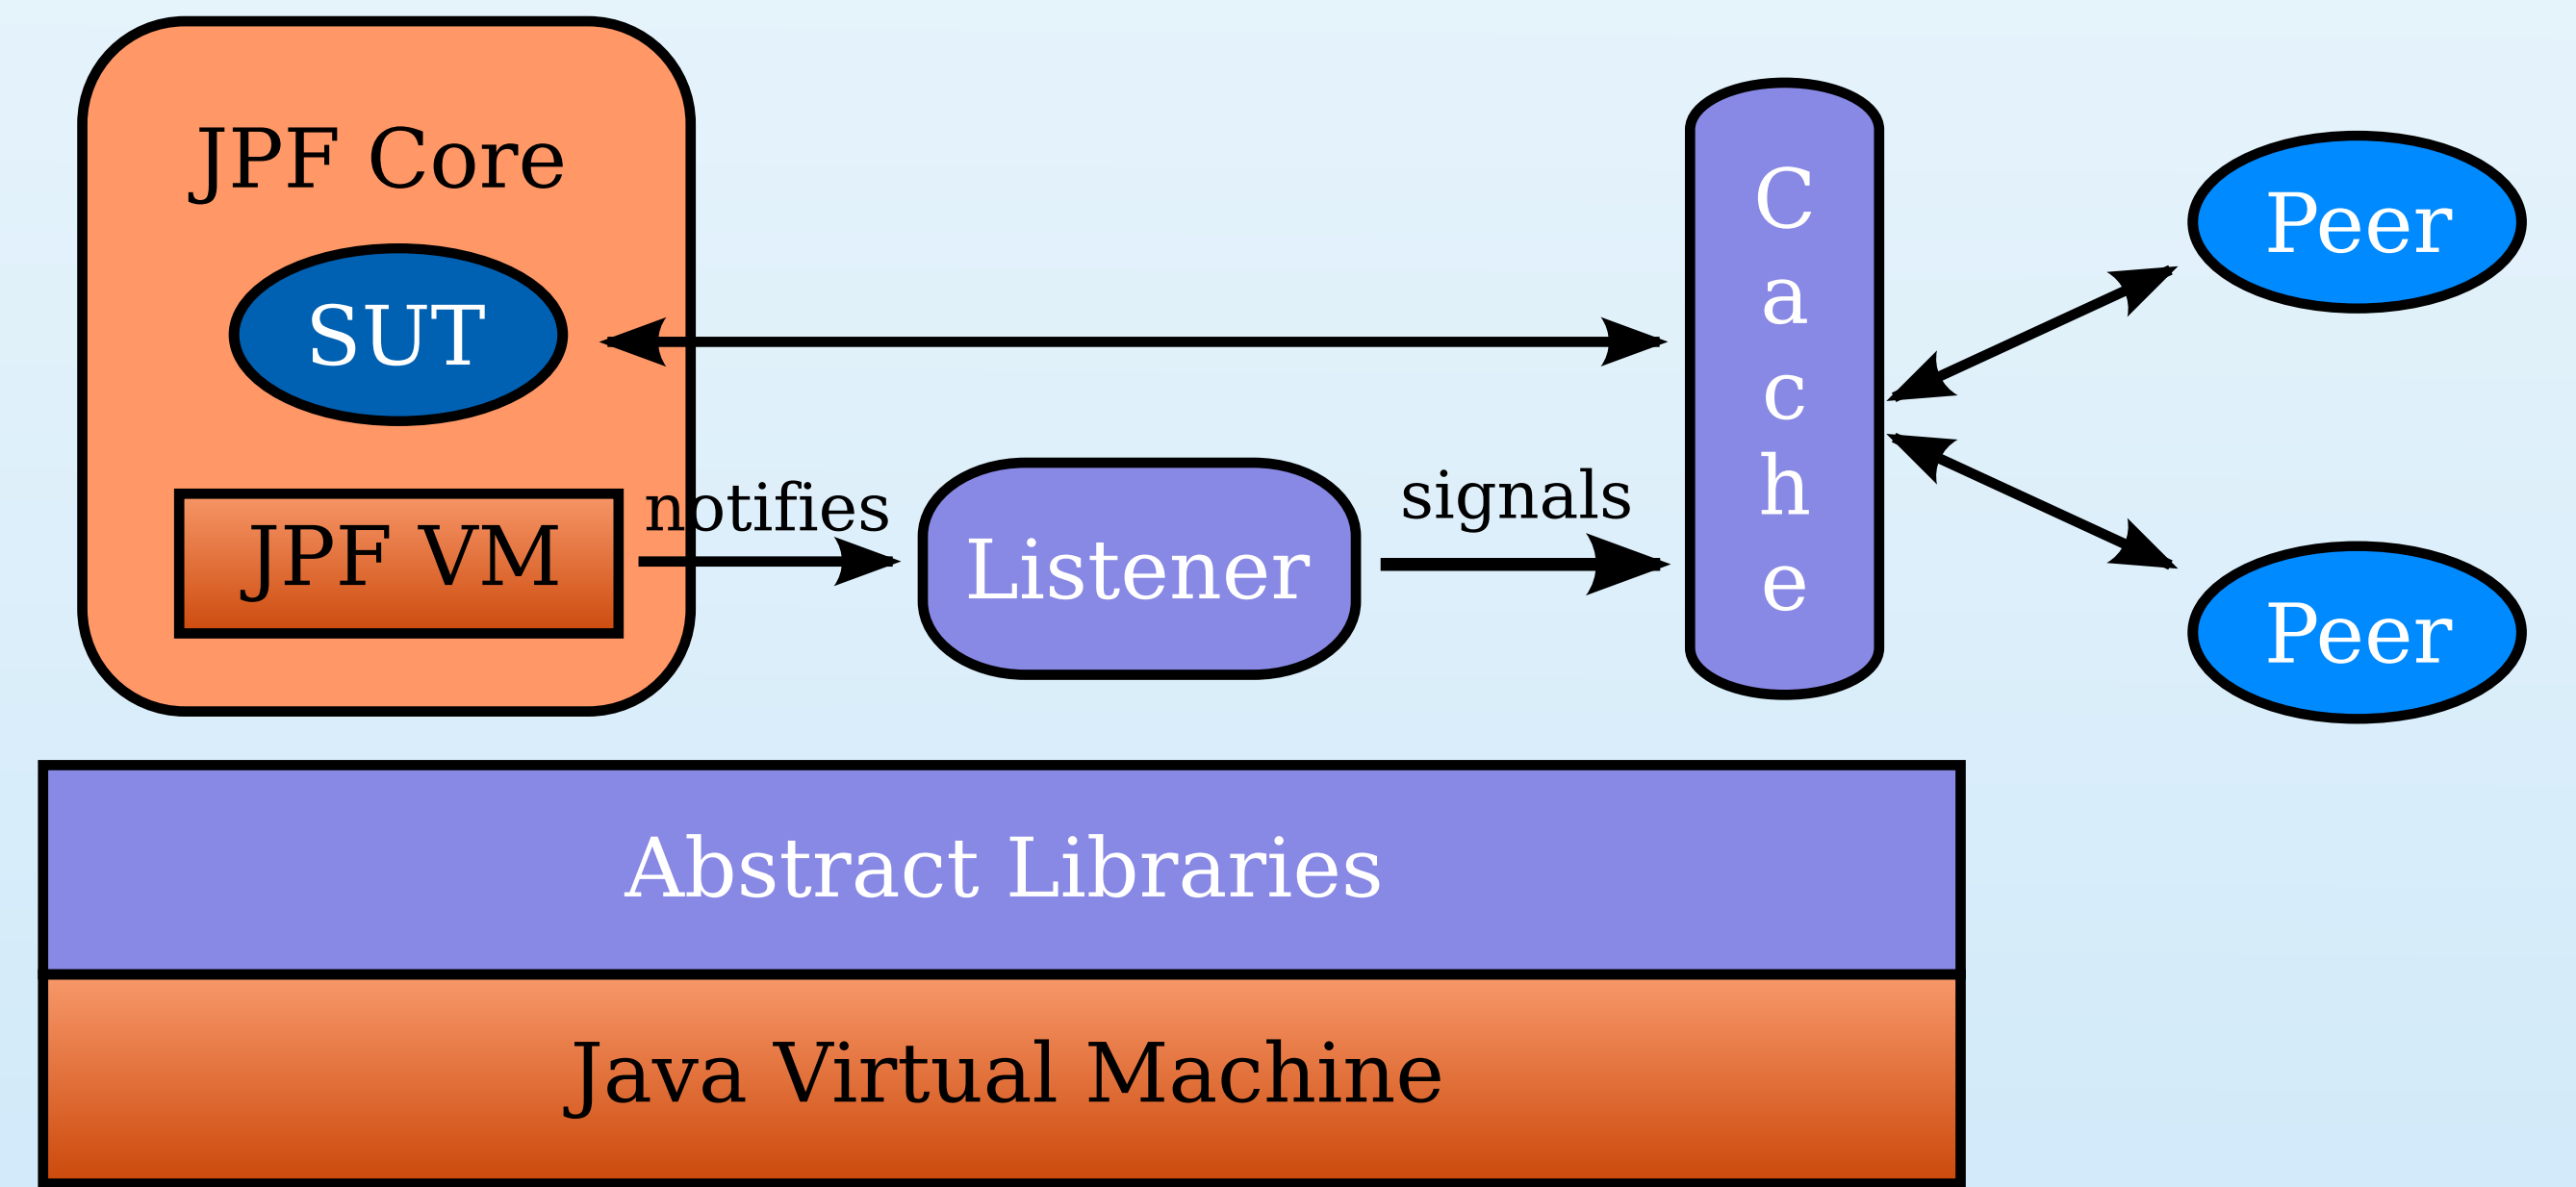 JPF Core
SUT
JPF VM
notifies
Listener
signals
C
a
c
h
e
Peer
Peer
Abstract Libraries
Java Virtual Machine